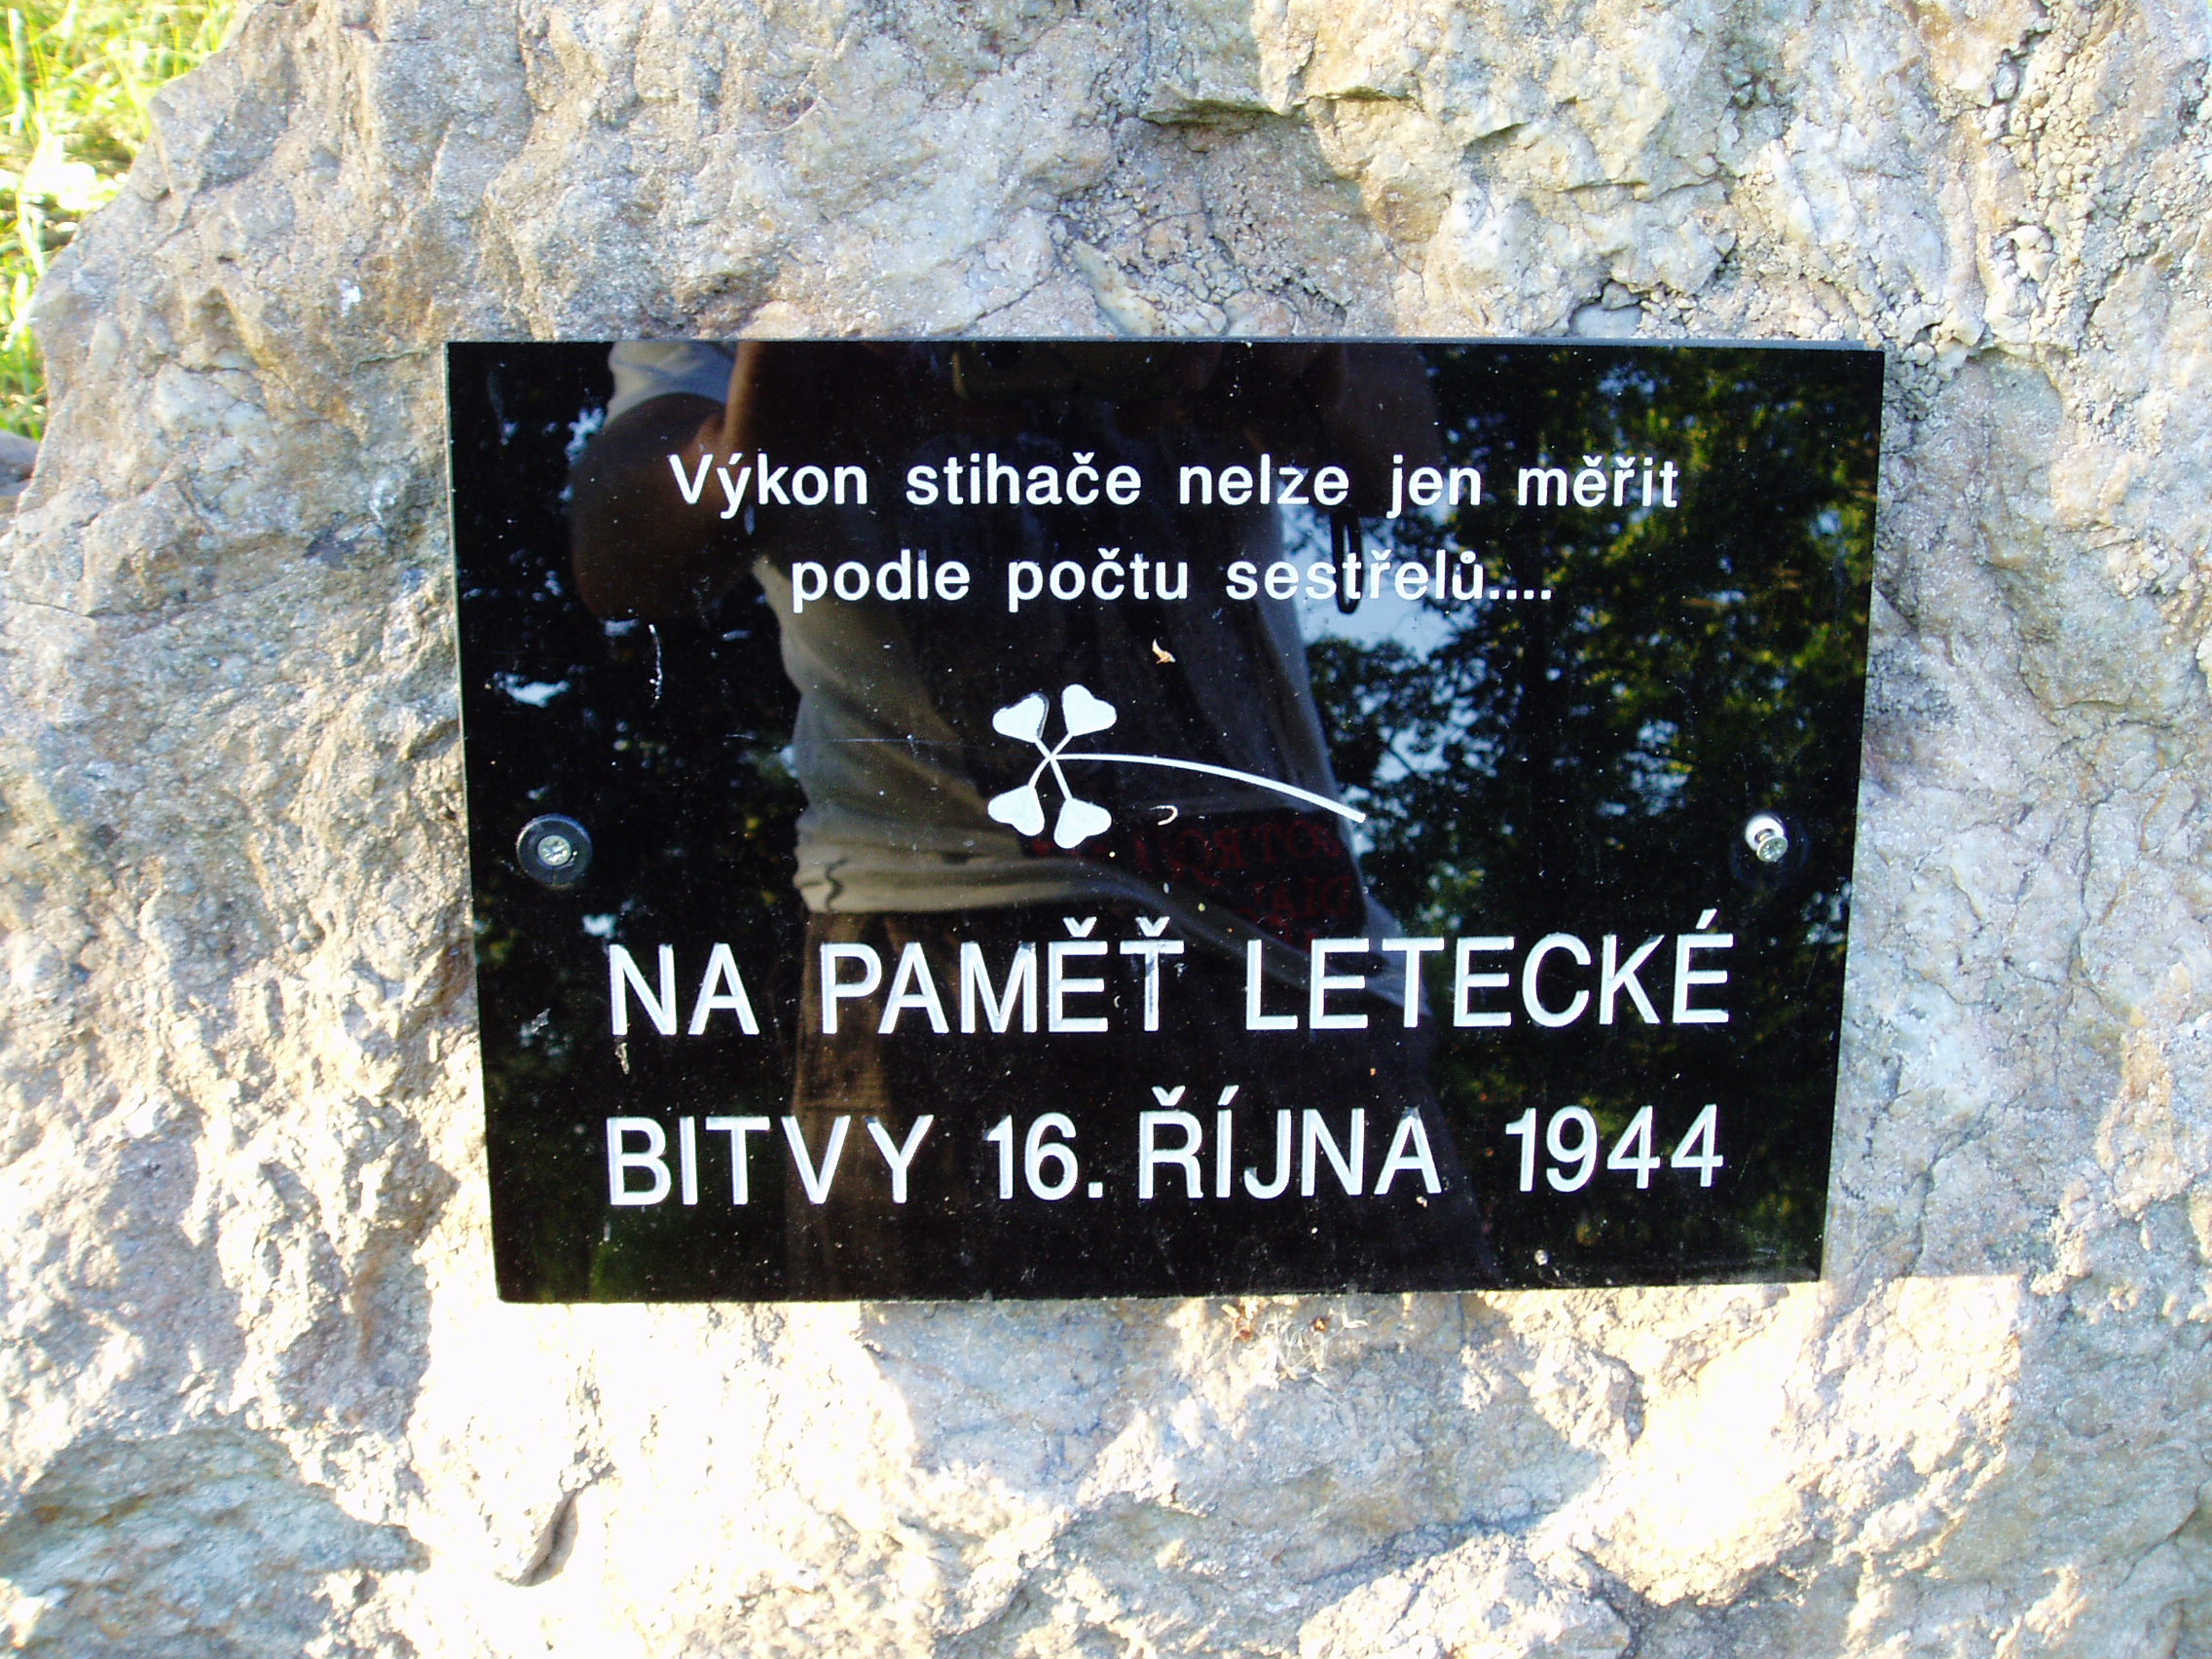 Výkon stihače nelze jen měřit
podle počtu sestřelů....
NA PAMĚŤ LETECKÉ
BITVY 16. ŘÍJNA 1944